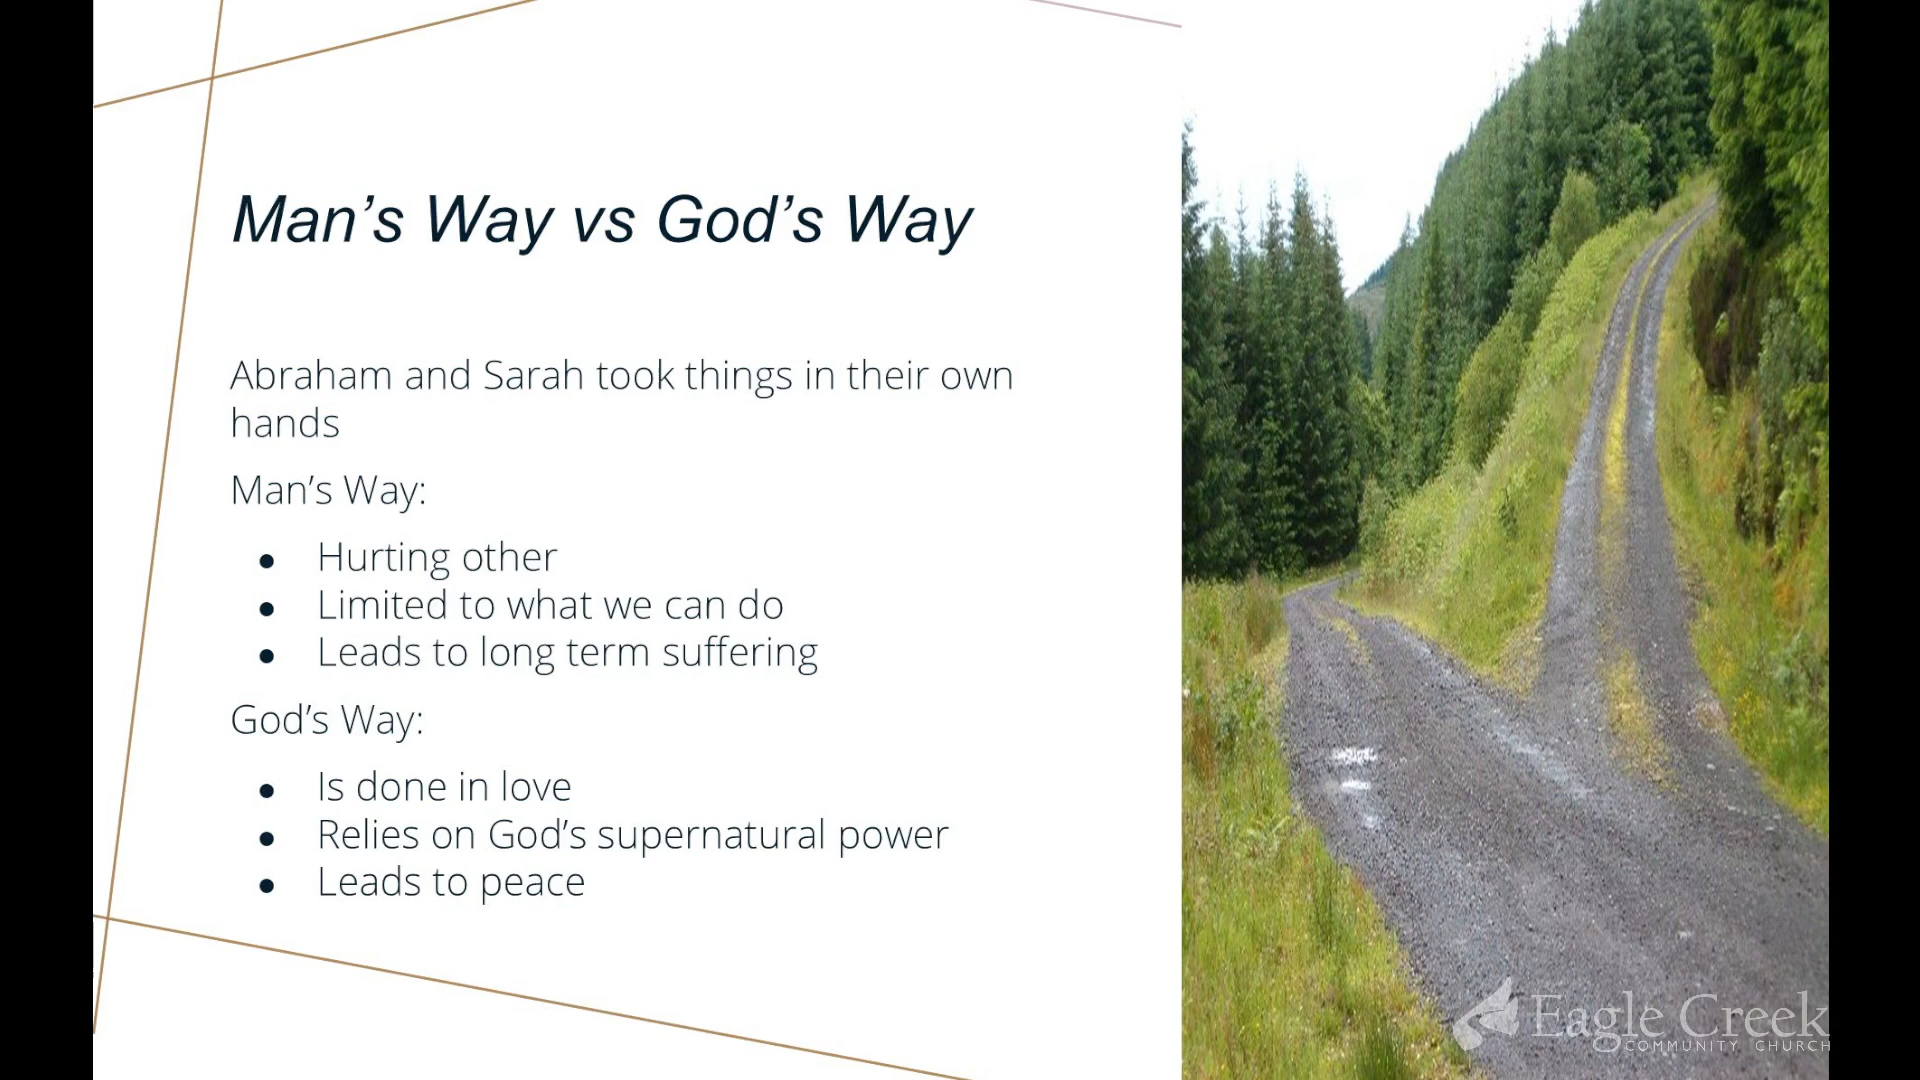 Man’s Way vs God’s Way
Abraham and Sarah took things in their own
hands
Man’s Way:
● Hurting other
● Limited to what we can do
● Leads to long term suffering
God’s Way:
● Is done in love
● Relies on God’s supernatural power
● Leads to peace
Eagle Creek
COMMUNITY CHURCH